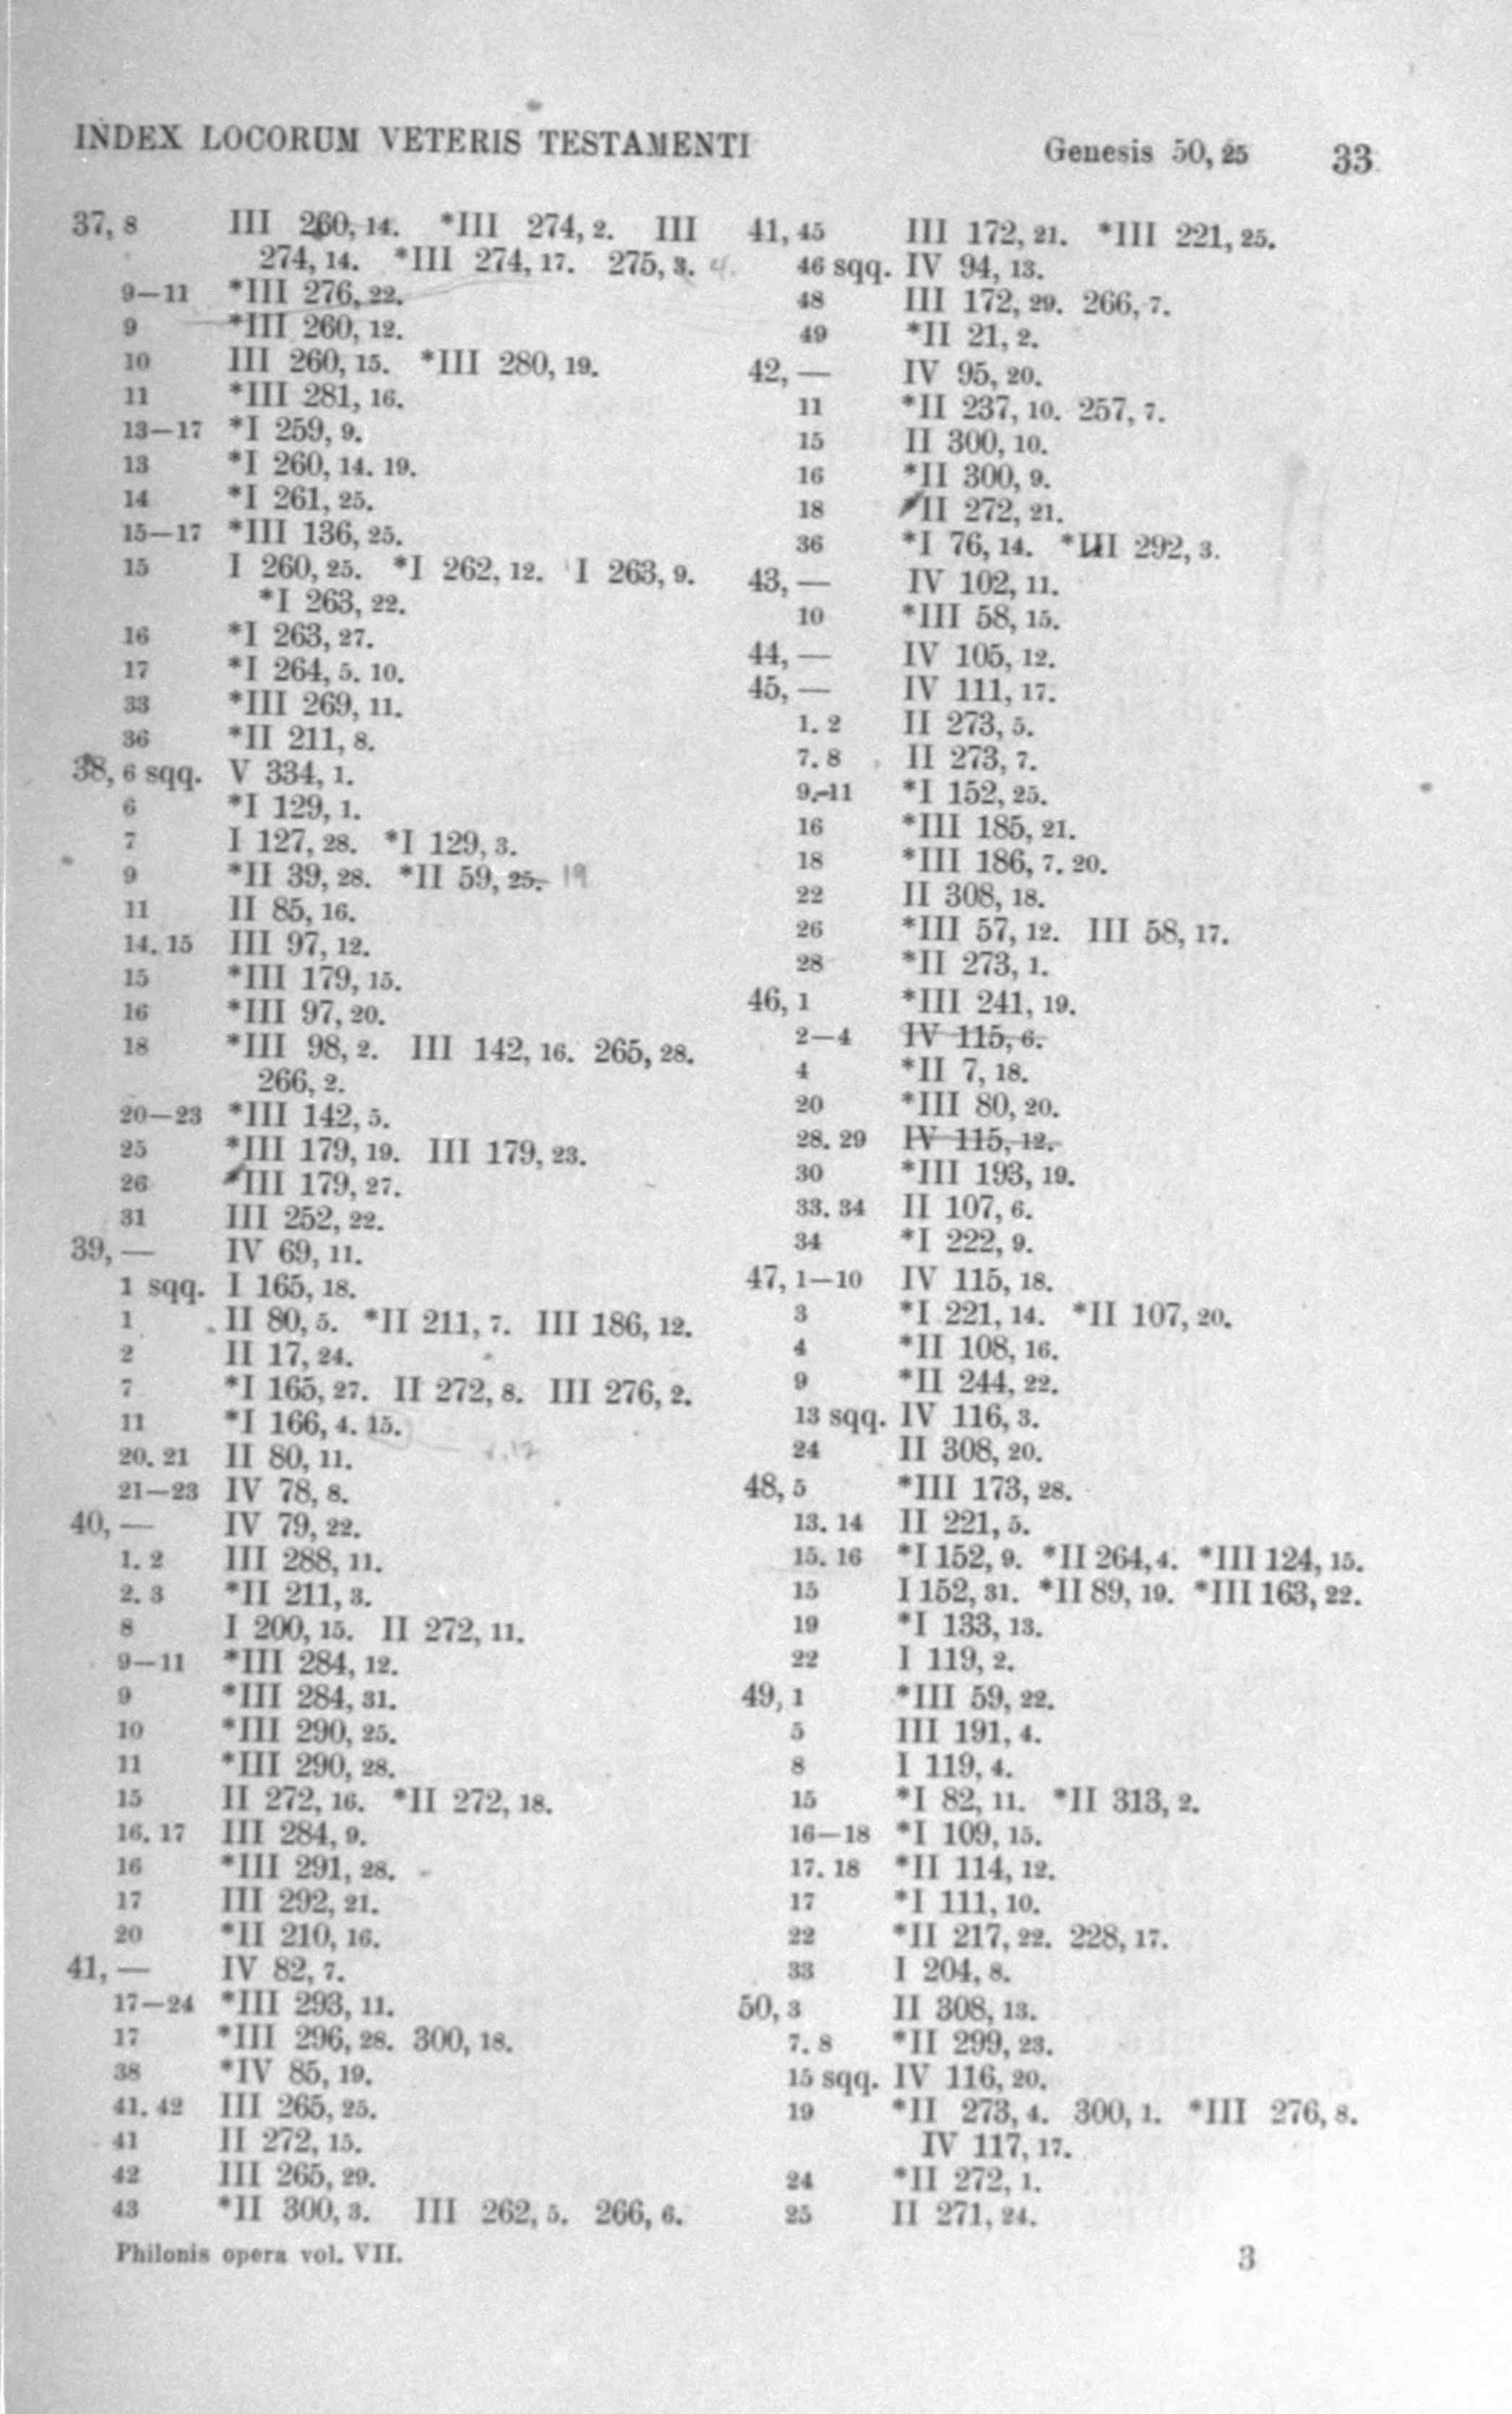 INDEX LOCORUM VETERIS TESTAMENTI Genesis 50, 25 33
37, 8 III 260, 14. *III 274, 2. III
274, 14. *III 274, 17. 275, 3. 4.
9—11 *III 276, 22.
9 *III 260, 12.
10 III 260, 15. *III 280, 19.
11 *III 281, 16.
13—17 *I 259, 9.
13 *I 260, 14. 19.
14 *I 261, 25.
15—17 *III 136, 25.
15 I 260, 25. *I 262, 12. I 263, 9.
*I 263, 22.
16 *I 263, 27.
17 *I 264, 5. 10.
33 *III 269, 11.
36 *II 211, 8.
38, 6 sqq. V 334, 1.
6 *I 129, 1.
7 I 127, 28. *I 129, 3.
9 *II 39, 28. *II 59, 25. 19
11 II 85, 16.
14. 15 III 97, 12.
15 *III 179, 15.
16 *III 97, 20.
18 *III 98, 2. III 142, 16. 265, 28.
266, 2.
20—23 *III 142, 5.
25 *III 179, 19. III 179, 23.
26 *III 179, 27.
31 III 252, 22.
39, — IV 69, 11.
1 sqq. I 165, 18.
1 II 80, 5. *II 211, 7. III 186, 12.
2 II 17, 24.
7 *I 165, 27. II 272, 8. III 276, 2.
11 *I 166, 4. 15.
20. 21 II 80, 11.
21—23 IV 78, 8.
40, — IV 79, 22.
1. 2 III 288, 11.
2. 3 *II 211, 3.
8 I 200, 15. II 272, 11.
9—11 *III 284, 12.
9 *III 284, 31.
10 *III 290, 25.
11 *III 290, 28.
15 II 272, 16. *II 272, 18.
16. 17 III 284, 9.
16 *III 291, 28.
17 III 292, 21.
20 *II 210, 16.
41, — IV 82, 7.
17—24 *III 293, 11.
17 *III 296, 28. 300, 18.
38 *IV 85, 19.
41. 42 III 265, 25.
41 II 272, 15.
42 III 265, 29.
43 *II 300, 3. III 262, 5. 266, 6.
41, 45 III 172, 21. *III 221, 25.
46 sqq. IV 94, 13.
48 III 172, 29. 266, 7.
49 *II 21, 2.
42, — IV 95, 20.
11 *II 237, 10. 257, 7.
15 II 300, 10.
16 *II 300, 9.
18 *II 272, 21.
36 *I 76, 14. *III 292, 3.
43, — IV 102, 11.
10 *III 58, 15.
44, — IV 105, 12.
45, — IV 111, 17.
1. 2 II 273, 5.
7. 8 II 273, 7.
9.—11 *I 152, 25.
16 *III 185, 21.
18 *III 186, 7. 20.
22 II 308, 18.
26 *III 57, 12. III 58, 17.
28 *II 273, 1.
46, 1 *III 241, 19.
2—4 IV 115, 6.
4 *II 7, 18.
20 *III 80, 20.
28. 29 IV 115, 12.
30 *III 193, 19.
33. 34 II 107, 6.
34 *I 222, 9.
47, 1—10 IV 115, 18.
3 *I 221, 14. *II 107, 20.
4 *II 108, 16.
9 *II 244, 22.
13 sqq. IV 116, 3.
24 II 308, 20.
48, 5 *III 173, 28.
13. 14 II 221, 5.
15. 16 *I 152, 9. *II 264, 4. *III 124, 15.
15 I 152, 31. *II 89, 19. *III 163, 22.
19 *I 133, 13.
22 I 119, 2.
49, 1 *III 59, 22.
5 III 191, 4.
8 I 119, 4.
15 *I 82, 11. *II 313, 2.
16—18 *I 109, 15.
17. 18 *II 114, 12.
17 *I 111, 10.
22 *II 217, 22. 228, 17.
33 I 204, 8.
50, 3 II 308, 13.
7. 8 *II 299, 23.
15 sqq. IV 116, 20.
19 *II 273, 4. 300, 1. *III 276, 8.
IV 117, 17.
24 *II 272, 1.
25 II 271, 24.
Philonis opera vol. VII. 3